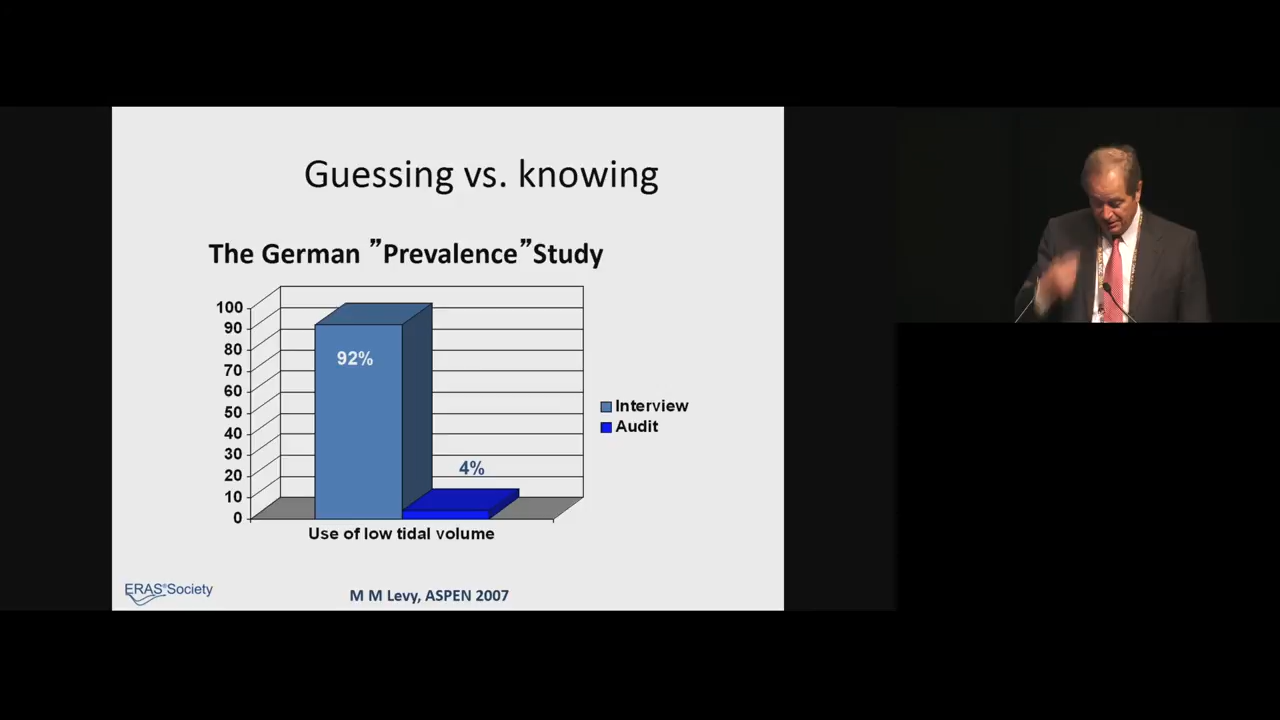 Guessing vs. knowing
The German ”Prevalence”Study
100
90
80
70
60
50
40
30
20
10
0
92%
4%
Interview
Audit
Use of low tidal volume
ERAS®Society
M M Levy, ASPEN 2007